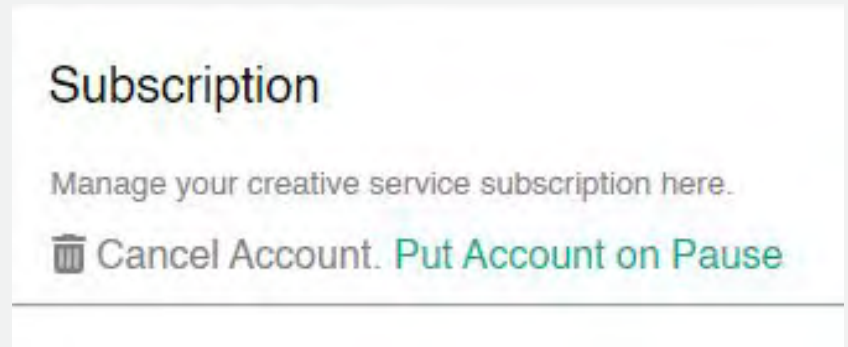 Subscription
Manage your creative service subscription here.
Cancel Account. Put Account on Pause